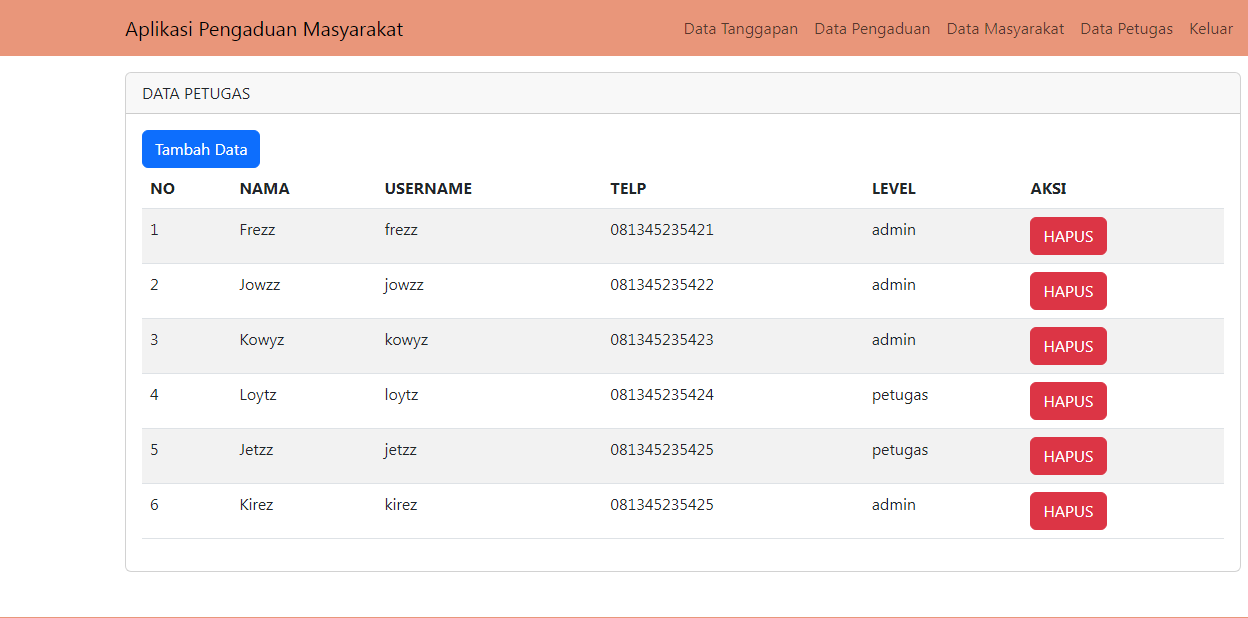 Aplikasi Pengaduan Masyarakat Data Tanggapan Data Pengaduan Data Masyarakat Data Petugas Keluar
DATA PETUGAS
Tambah Data
NO NAMA USERNAME TELP LEVEL AKSI
1 Frezz frezz 081345235421 admin HAPUS
2 Jowzz jowzz 081345235422 admin HAPUS
3 Kowyz kowyz 081345235423 admin HAPUS
4 Loytz loytz 081345235424 petugas HAPUS
5 Jetzz jetzz 081345235425 petugas HAPUS
6 Kirez kirez 081345235425 admin HAPUS